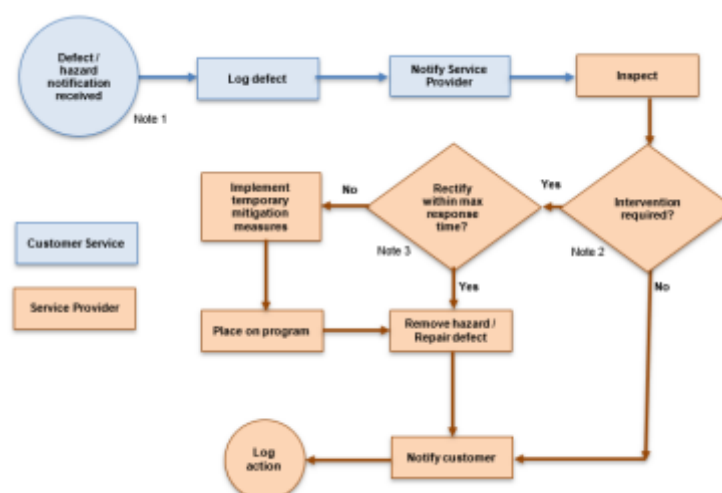 Defect /
hazard
notification
received
Note 1
Log defect
Notify Service
Provider
Inspect
Intervention
required?
Note 2
Yes
No
Rectify
within max
response
time?
Note 3
No
Yes
Implement
temporary
mitigation
measures
Customer Service
Service Provider
Place on program
Remove hazard /
Repair defect
Notify customer
Log
action